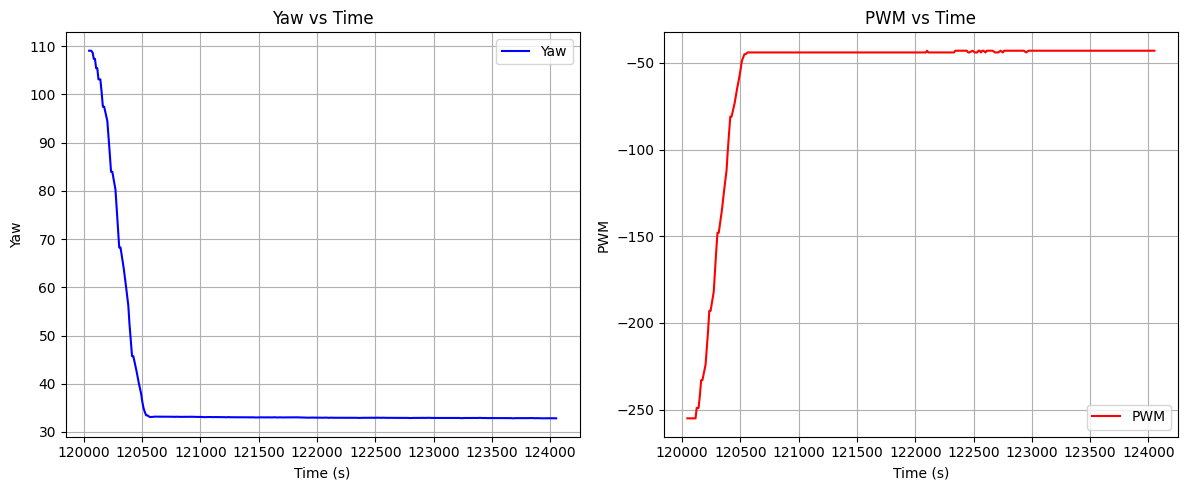 Yaw vs Time
110
100
90
80
70
60
50
40
30
Yaw
Yaw
120000 120500 121000 121500 122000 122500 123000 123500 124000
Time (s)
PWM vs Time
−50
−100
−150
−200
−250
PWM
PWM
120000 120500 121000 121500 122000 122500 123000 123500 124000
Time (s)